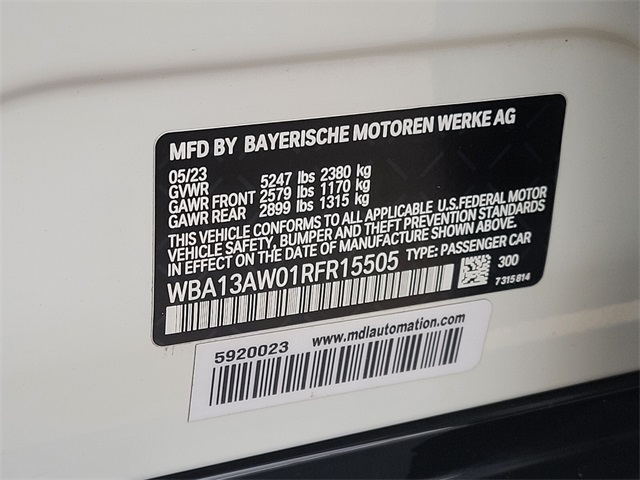 MFD BY BAYERISCHE MOTOREN WERKE AG
05/23
GVWR 5247 lbs 2380 kg
GAWR FRONT 2579 lbs 1170 kg
GAWR REAR 2899 lbs 1315 kg
THIS VEHICLE CONFORMS TO ALL APPLICABLE U.S.FEDERAL MOTOR
VEHICLE SAFETY, BUMPER AND THEFT PREVENTION STANDARDS
IN EFFECT ON THE DATE OF MANUFACTURE SHOWN ABOVE.
WBA13AW01RFR15505 TYPE: PASSENGER CAR
300
7315814
5920023 www.mdlautomation.com